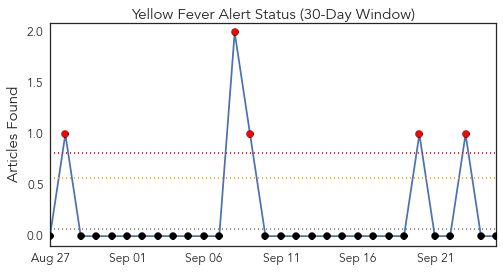 Yellow Fever Alert Status (30-Day Window)
Articles Found
2.0
1.5
1.0
0.5
0.0
Aug 27
Sep 01
Sep 06
Sep 11
Sep 16
Sep 21